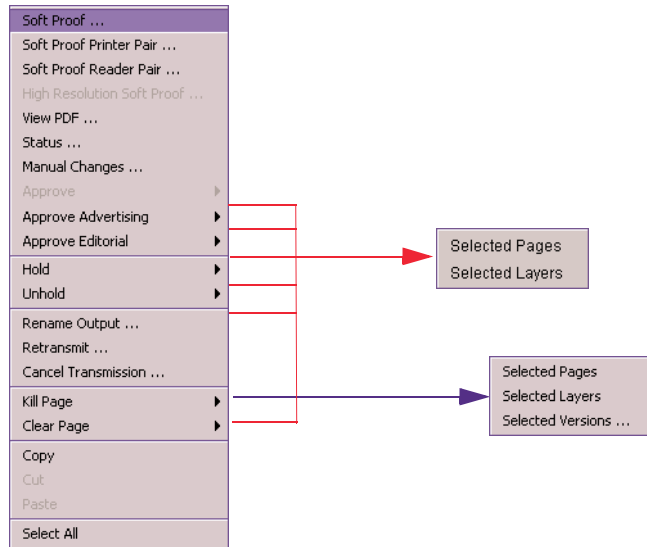 Soft Proof ...
Soft Proof Printer Pair ...
Soft Proof Reader Pair ...
High Resolution Soft Proof ...
View PDF ...
Status ...
Manual Changes ...
Approve
Approve Advertising
Approve Editorial
Hold
Unhold
Rename Output ...
Retransmit ...
Cancel Transmission ...
Kill Page
Clear Page
Copy
Cut
Paste
Select All
Selected Pages
Selected Layers
Selected Pages
Selected Layers
Selected Versions ...